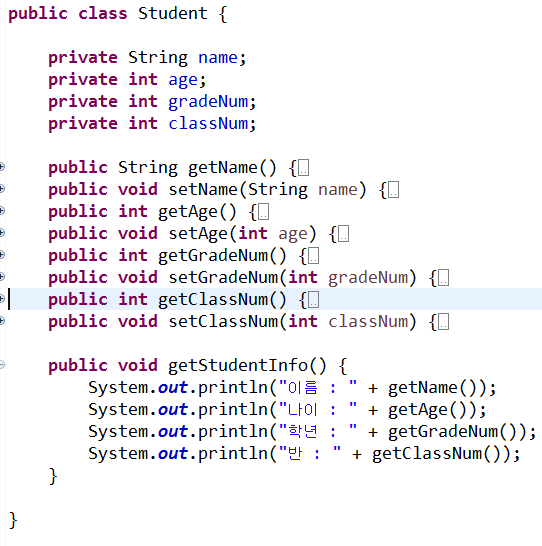 public class Student {
private String name;
private int age;
private int gradeNum;
private int classNum;
public String getName() {
public void setName(String name) {
public int getAge() {
public void setAge(int age) {
public int getGradeNum() {
public void setGradeNum(int gradeNum) {
public int getClassNum() {
public void setClassNum(int classNum) {
public void getStudentInfo() {
System.out.println("이름 : " + getName());
System.out.println("나이 : " + getAge());
System.out.println("학년 : " + getGradeNum());
System.out.println("반 : " + getClassNum());
}
}